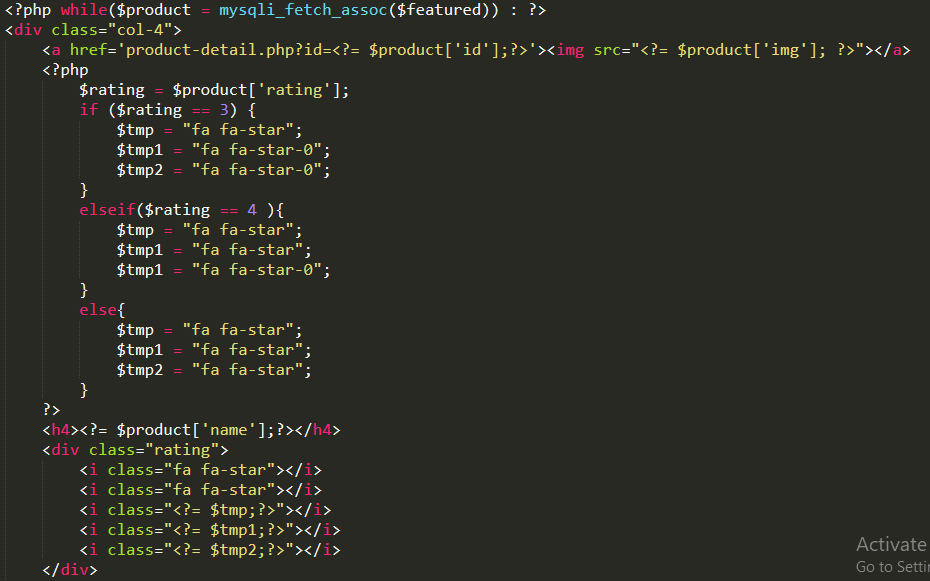 <?php while($product = mysqli_fetch_assoc($featured)) : ?>
<div class="col-4">
    <a href='product-detail.php?id=<?= $product['id'];?>'><img src="<?= $product['img']; ?>"></a>
    <?php
        $rating = $product['rating'];
        if ($rating == 3) {
            $tmp = "fa fa-star";
            $tmp1 = "fa fa-star-0";
            $tmp2 = "fa fa-star-0";
        }
        elseif($rating == 4 ){
            $tmp = "fa fa-star";
            $tmp1 = "fa fa-star";
            $tmp1 = "fa fa-star-0";
        }
        else{
            $tmp = "fa fa-star";
            $tmp1 = "fa fa-star";
            $tmp2 = "fa fa-star";
        }
    ?>
    <h4><?= $product['name'];?></h4>
    <div class="rating">
        <i class="fa fa-star"></i>
        <i class="fa fa-star"></i>
        <i class="<?= $tmp;?>"></i>
        <i class="<?= $tmp1;?>"></i>
        <i class="<?= $tmp2;?>"></i>
    </div>
Activate
Go to Setti